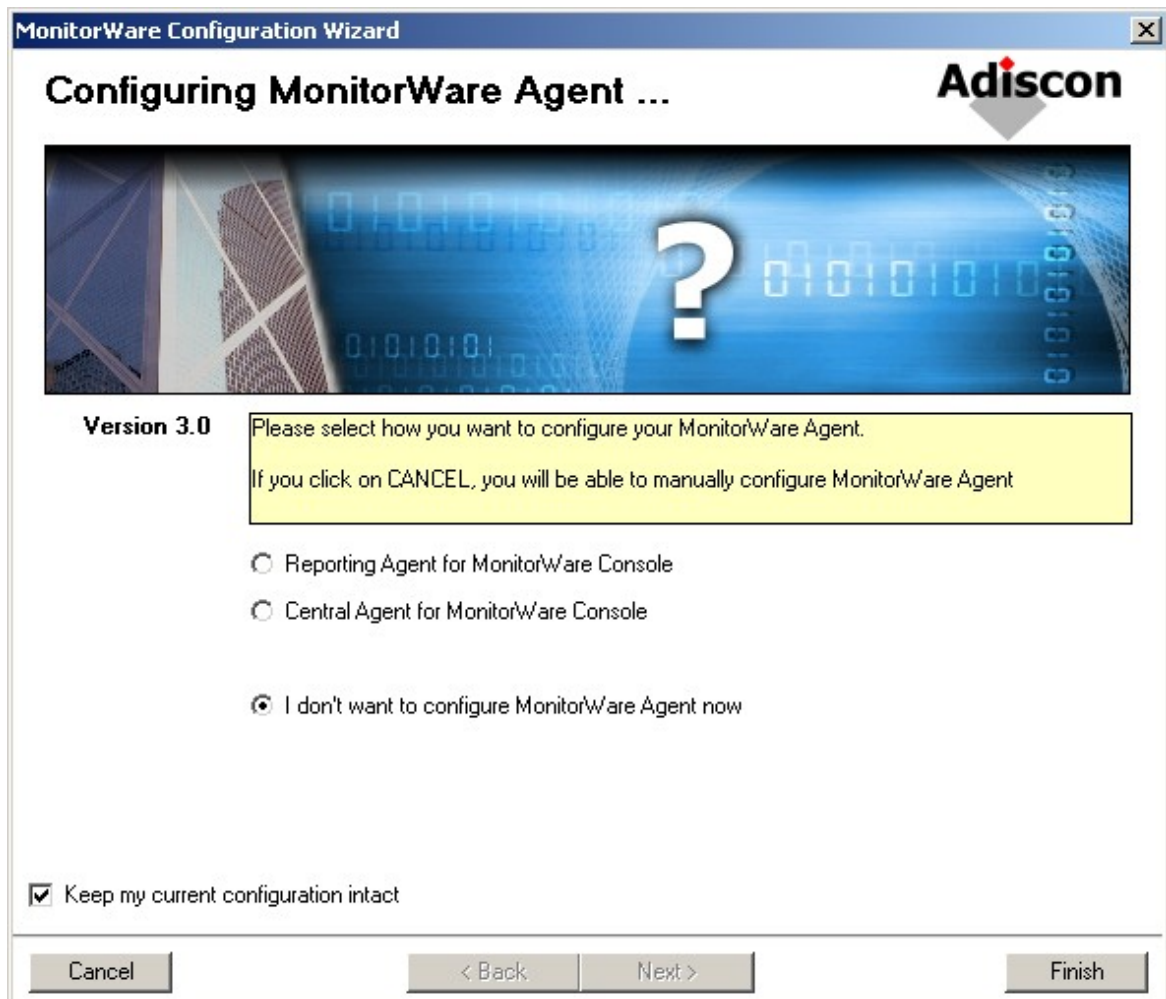 MonitorWare Configuration Wizard
Configuring MonitorWare Agent ...
Adiscon
01010101010
?
010101010
01010101
Version 3.0
Please select how you want to configure your MonitorWare Agent.
If you click on CANCEL, you will be able to manually configure MonitorWare Agent
Reporting Agent for MonitorWare Console
Central Agent for MonitorWare Console
I don't want to configure MonitorWare Agent now
Keep my current configuration intact
Cancel
< Back
Next >
Finish